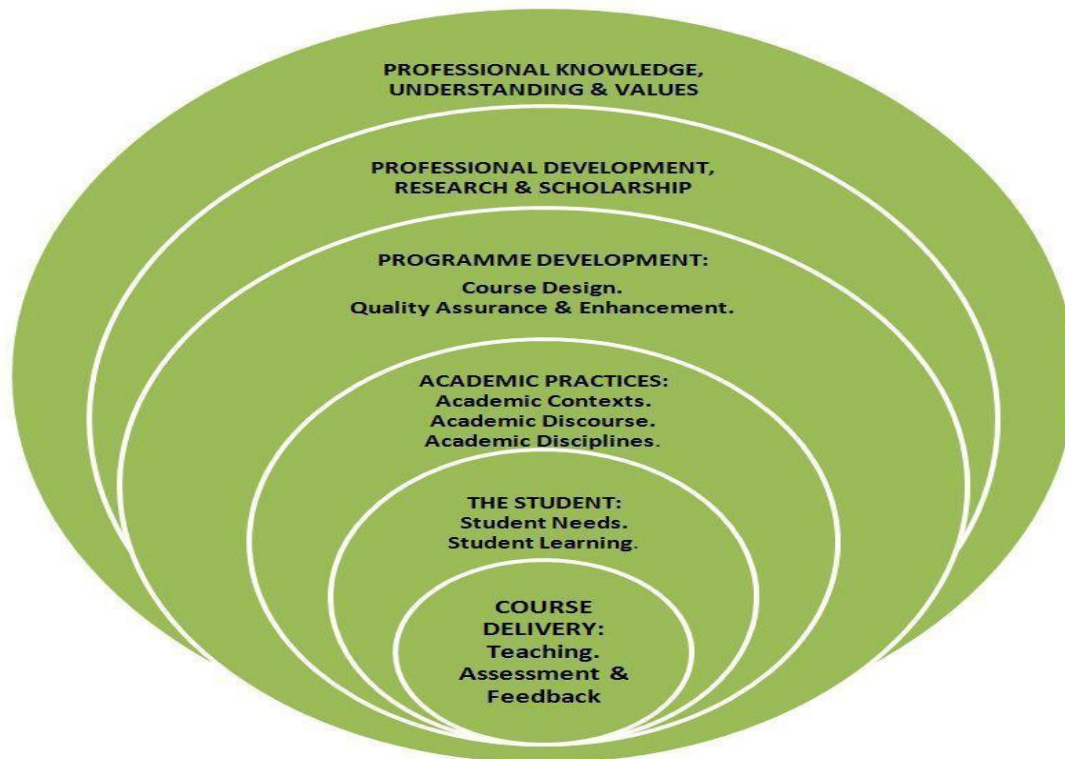 PROFESSIONAL KNOWLEDGE,
UNDERSTANDING & VALUES
PROFESSIONAL DEVELOPMENT,
RESEARCH & SCHOLARSHIP
PROGRAMME DEVELOPMENT:
Course Design.
Quality Assurance & Enhancement.
ACADEMIC PRACTICES:
Academic Contexts.
Academic Discourse.
Academic Disciplines.
THE STUDENT:
Student Needs.
Student Learning.
COURSE
DELIVERY:
Teaching.
Assessment &
Feedback